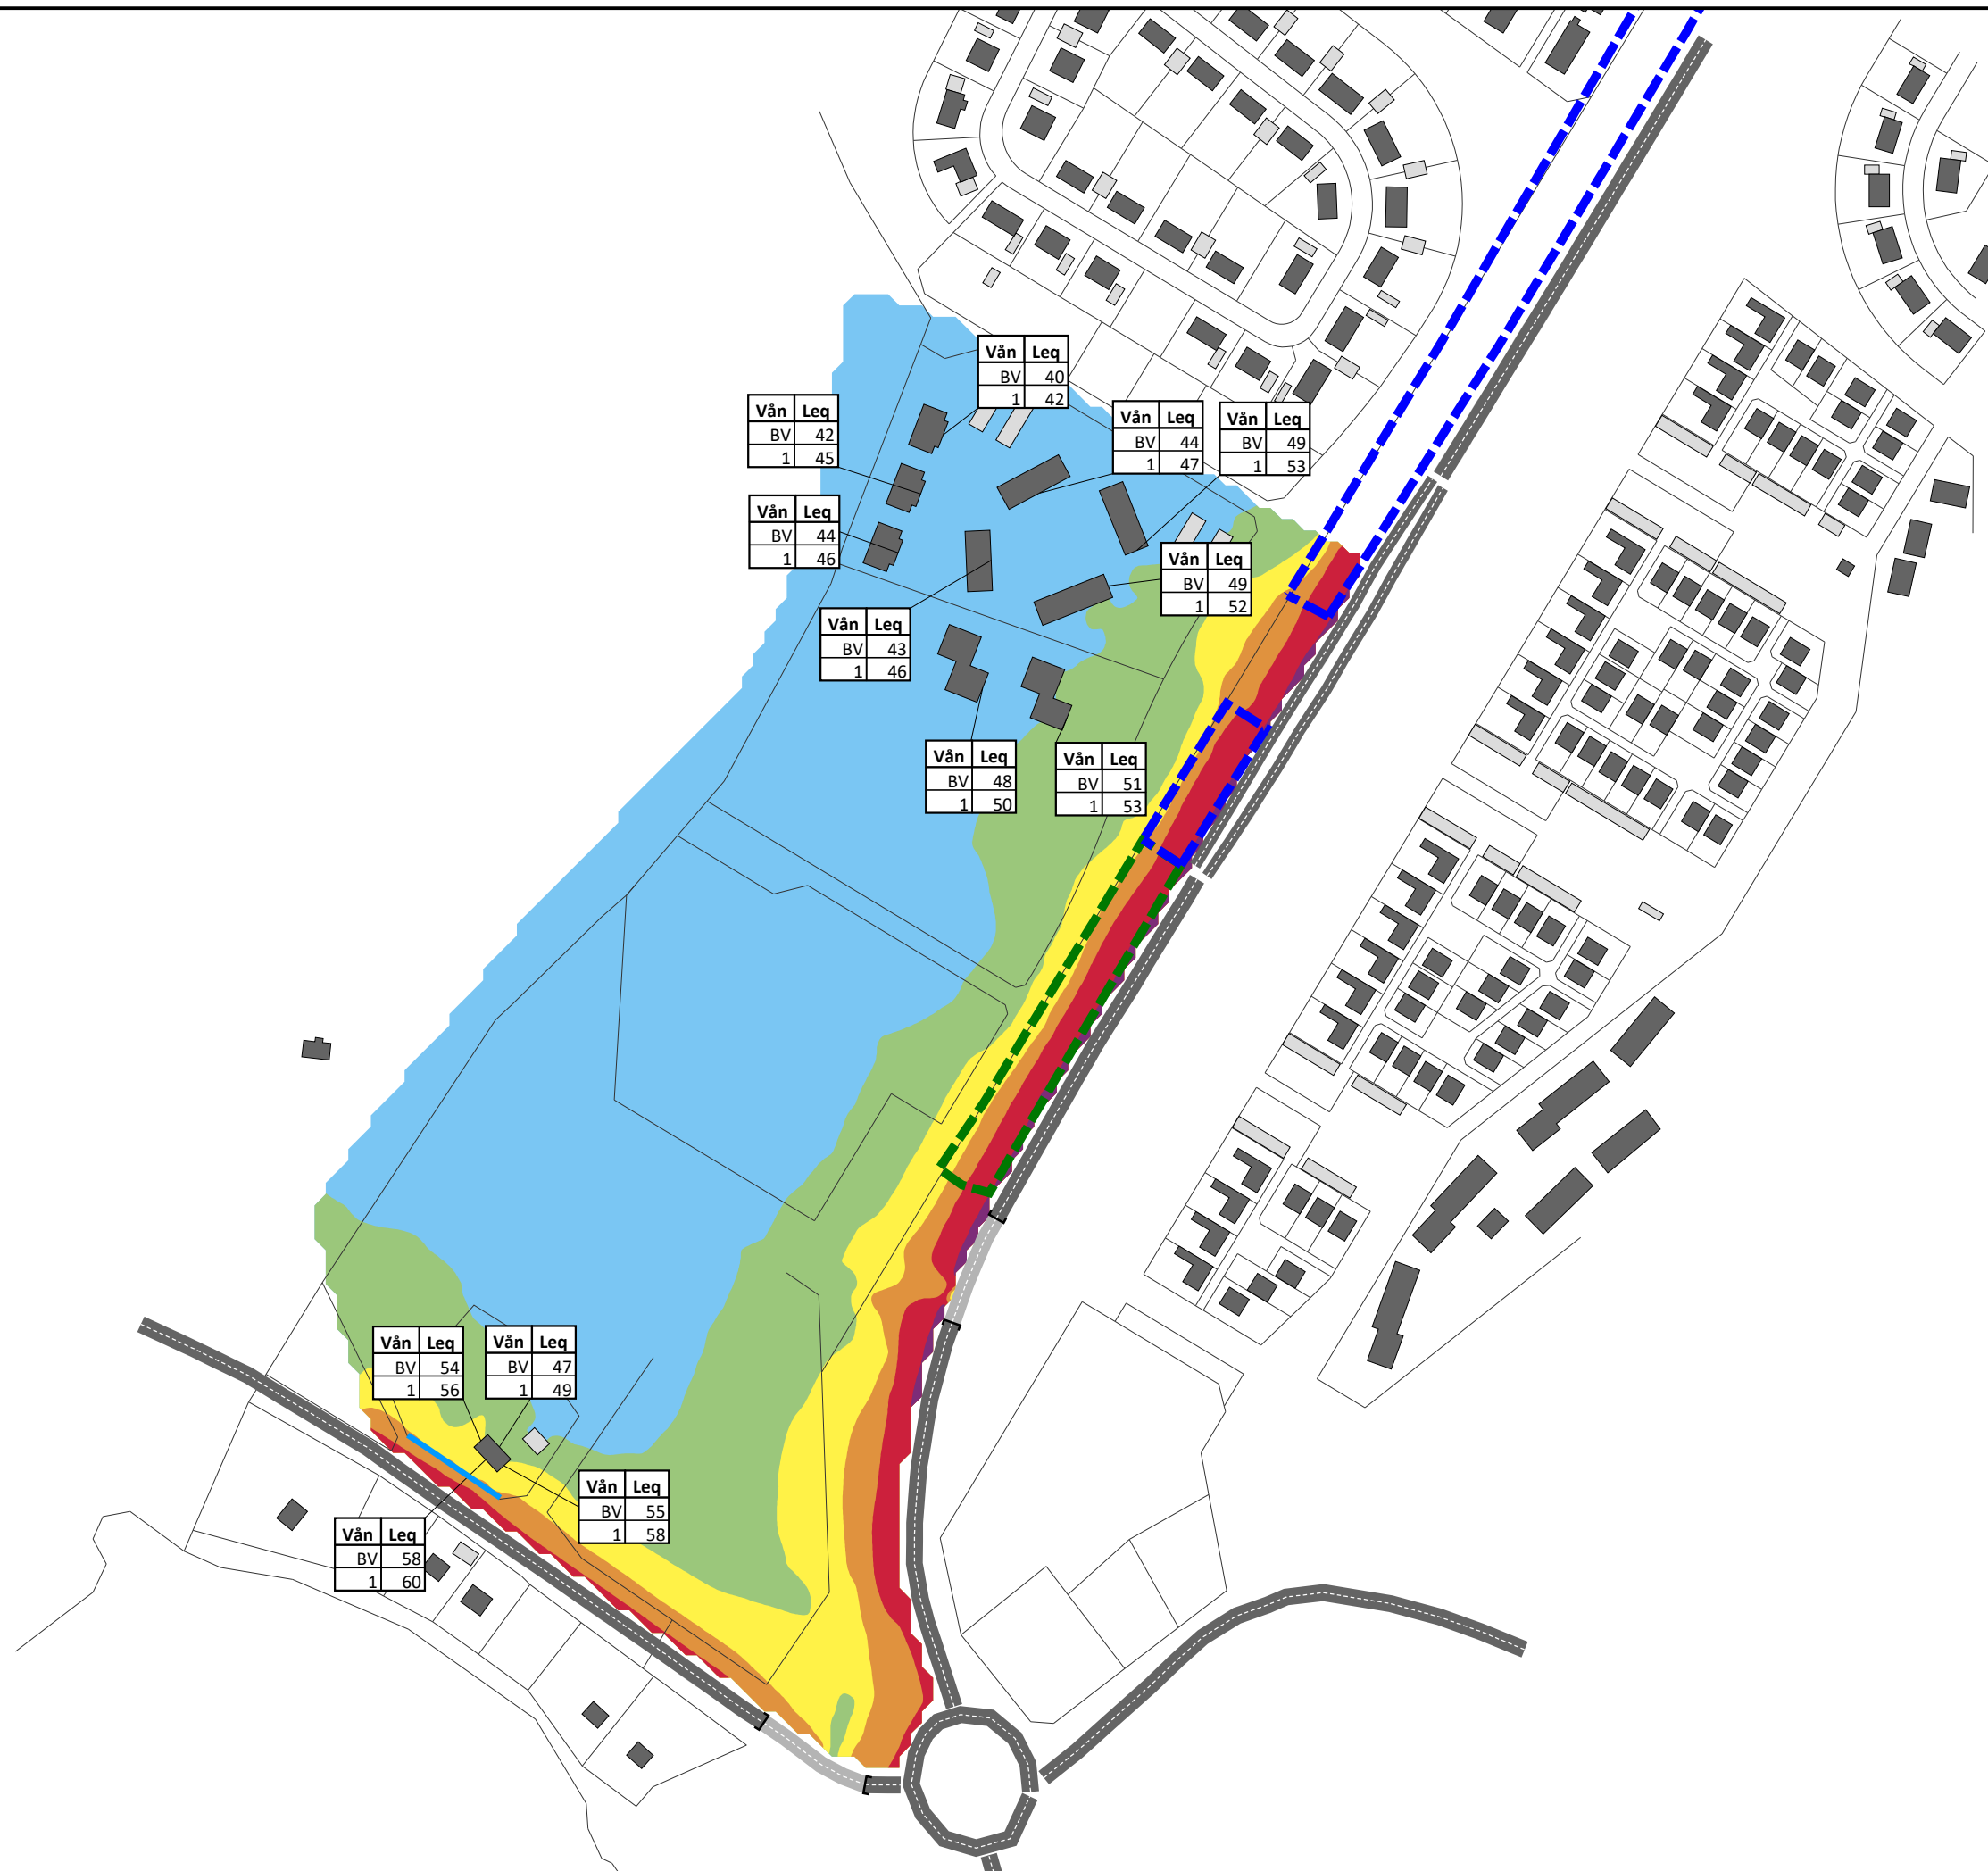 Vån Leq
BV 40
1 42
Vån Leq
BV 42
1 45
Vån Leq
BV 44
1 47
Vån Leq
BV 49
1 53
Vån Leq
BV 44
1 46
Vån Leq
BV 49
1 52
Vån Leq
BV 43
1 46
Vån Leq
BV 48
1 50
Vån Leq
BV 51
1 53
Vån Leq
BV 54
1 56
Vån Leq
BV 47
1 49
Vån Leq
BV 55
1 58
Vån Leq
BV 58
1 60